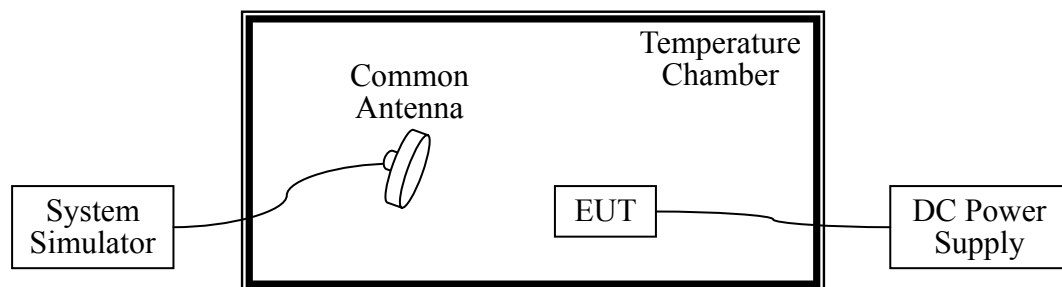 Temperature
Chamber
Common
Antenna
System
Simulator
EUT
DC Power
Supply